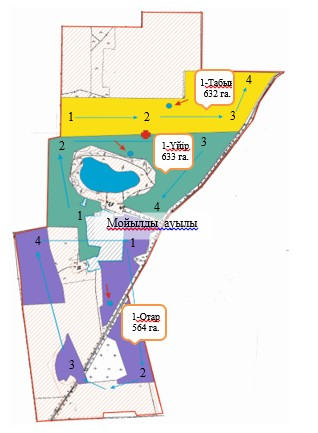 4
1-Табын
632 га.
1
2
3
2
1-Үйір
633 га.
3
1
4
Мойылды ауылы
4
1
1-Отар
564 га.
3
2